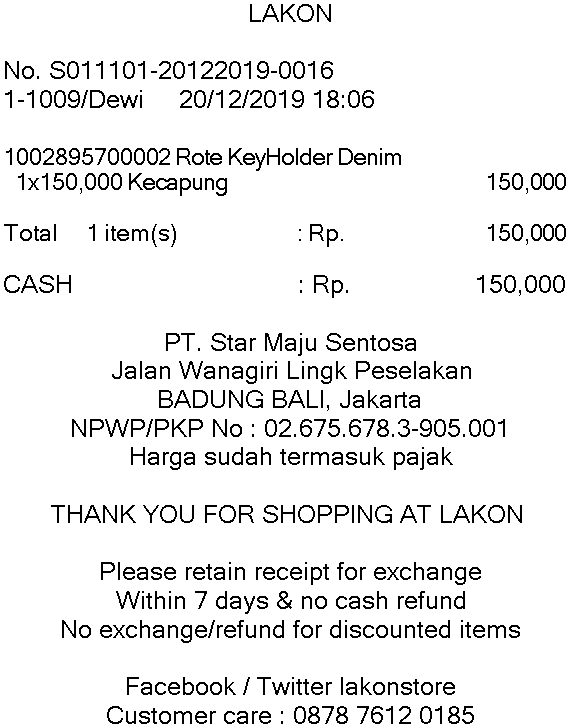 LAKON
No. S011101-20122019-0016
1-1009/Dewi 20/12/2019 18:06
1002895700002 Rote KeyHolder Denim
1x150,000 Kecapung 150,000
Total 1 item(s) : Rp. 150,000
CASH : Rp. 150,000
PT. Star Maju Sentosa
Jalan Wanagiri Lingk Peselakan
BADUNG BALI, Jakarta
NPWP/PKP No : 02.675.678.3-905.001
Harga sudah termasuk pajak
THANK YOU FOR SHOPPING AT LAKON
Please retain receipt for exchange
Within 7 days & no cash refund
No exchange/refund for discounted items
Facebook / Twitter lakonstore
Customer care : 0878 7612 0185